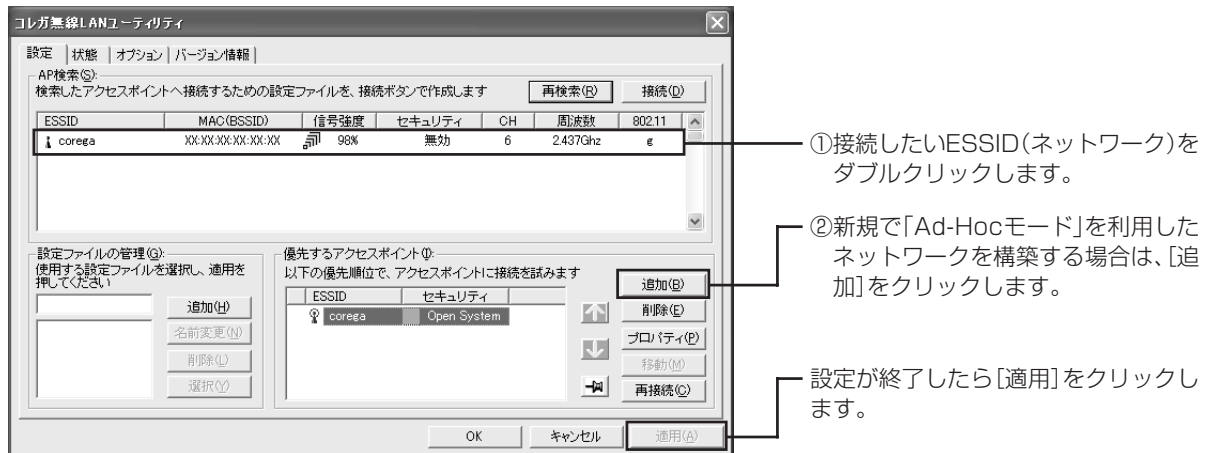 コレガ無線LANユーティリティ
設定 状態 オプション バージョン情報
AP検索(S):
検索したアクセスポイントへ接続するための設定ファイルを、接続ボタンで作成します 再検索(R) 接続(D)
ESSID MAC(BSSID) 信号強度 セキュリティ CH 周波数 802.11
corega XX:XX:XX:XX:XX:XX 98% 無効 6 2.437Ghz g
①接続したいESSID（ネットワーク）を
ダブルクリックします。
設定ファイルの管理(G):
使用する設定ファイルを選択し、適用を
押してください
追加(H)
名前変更(N)
削除(L)
選択(Y)
優先するアクセスポイント(I):
以下の優先順位で、アクセスポイントに接続を試みます
ESSID セキュリティ
corega Open System
追加(B)
削除(E)
プロパティ(P)
移動(M)
再接続(C)
②新規で「Ad-Hocモード」を利用した
ネットワークを構築する場合は、［追
加］をクリックします。
OK キャンセル 適用(A)
設定が終了したら［適用］をクリックし
ます。